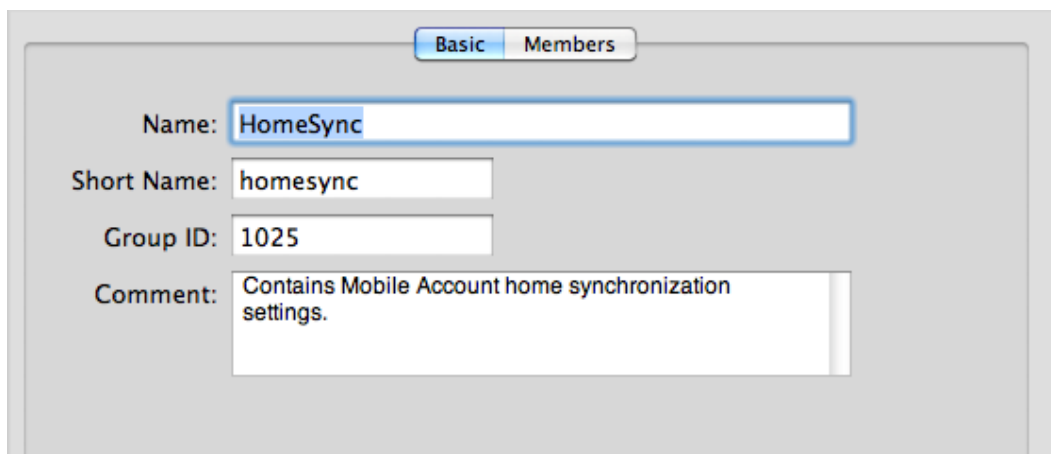 Basic Members
Name: HomeSync
Short Name: homesync
Group ID: 1025
Comment: Contains Mobile Account home synchronization
settings.